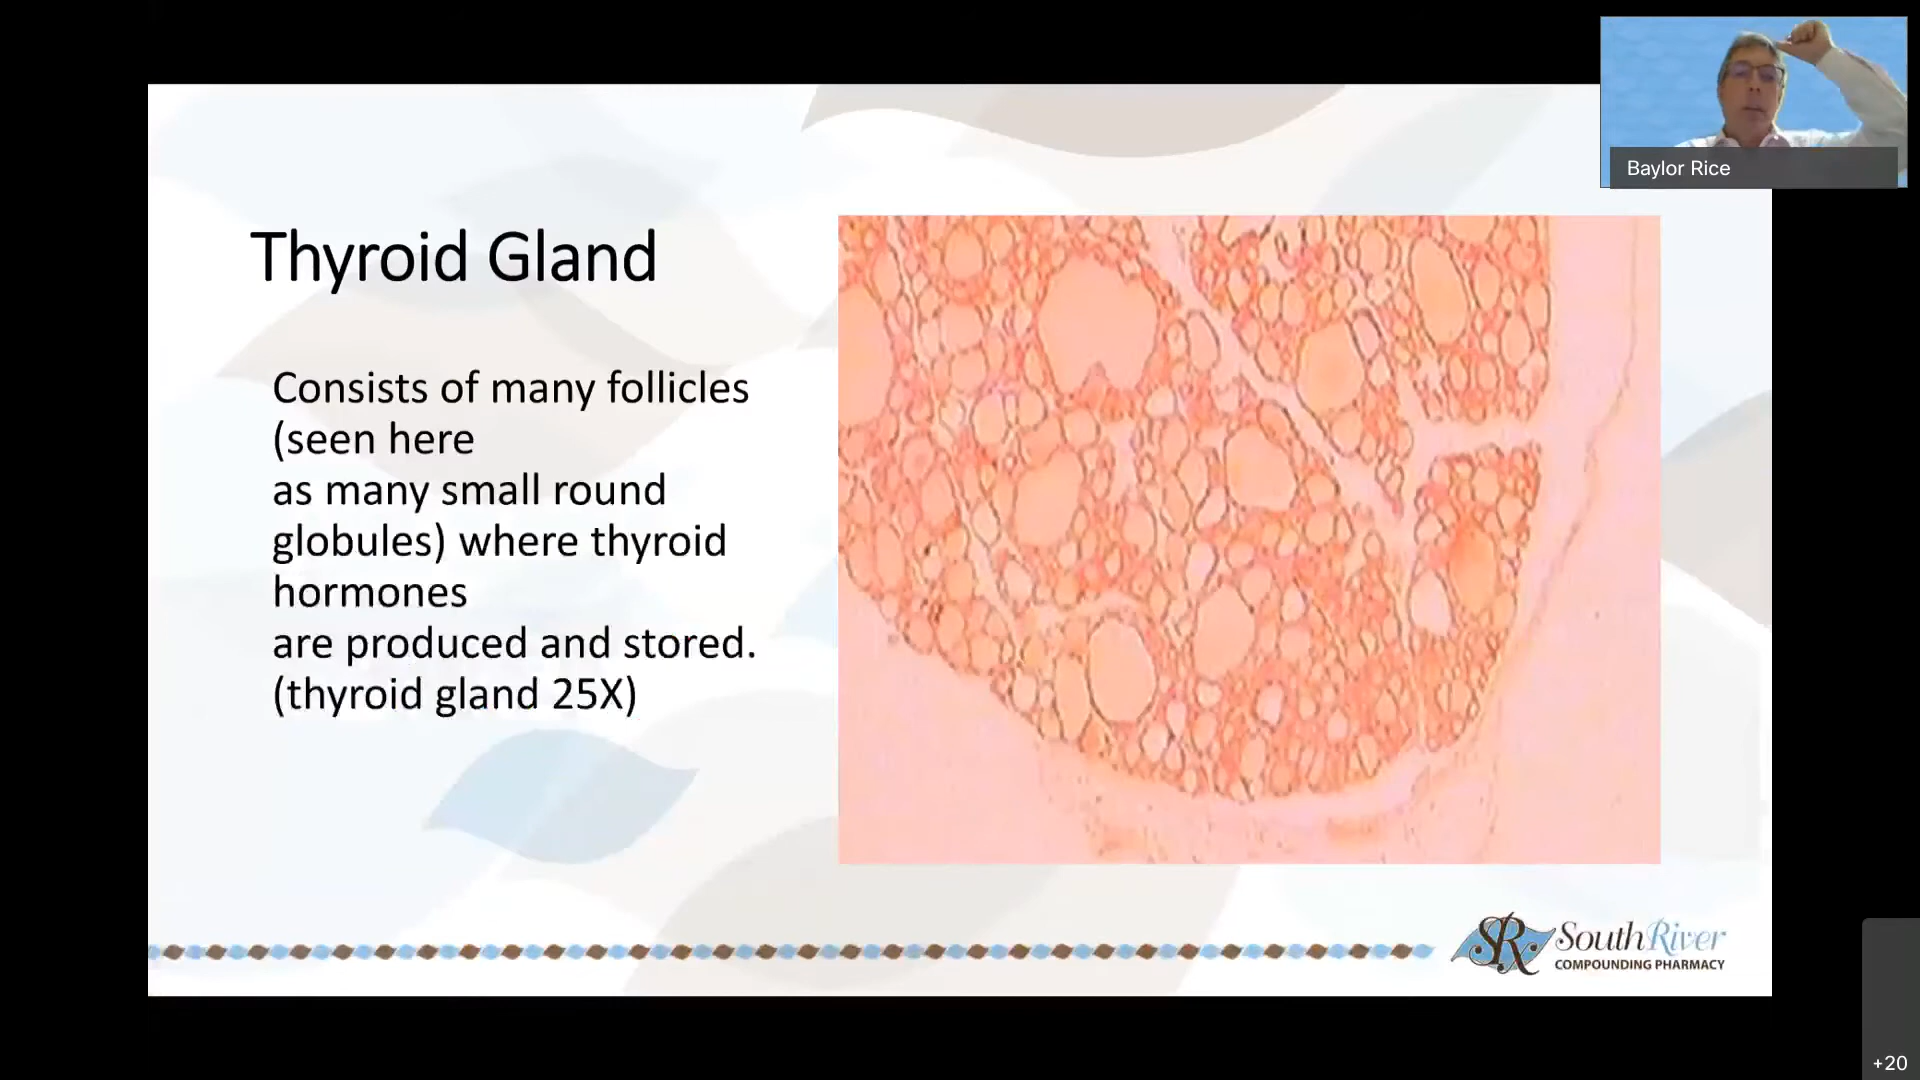 Baylor Rice
Thyroid Gland
Consists of many follicles
(seen here
as many small round
globules) where thyroid
hormones
are produced and stored.
(thyroid gland 25X)
SR SouthRiver
COMPOUNDING PHARMACY
+20